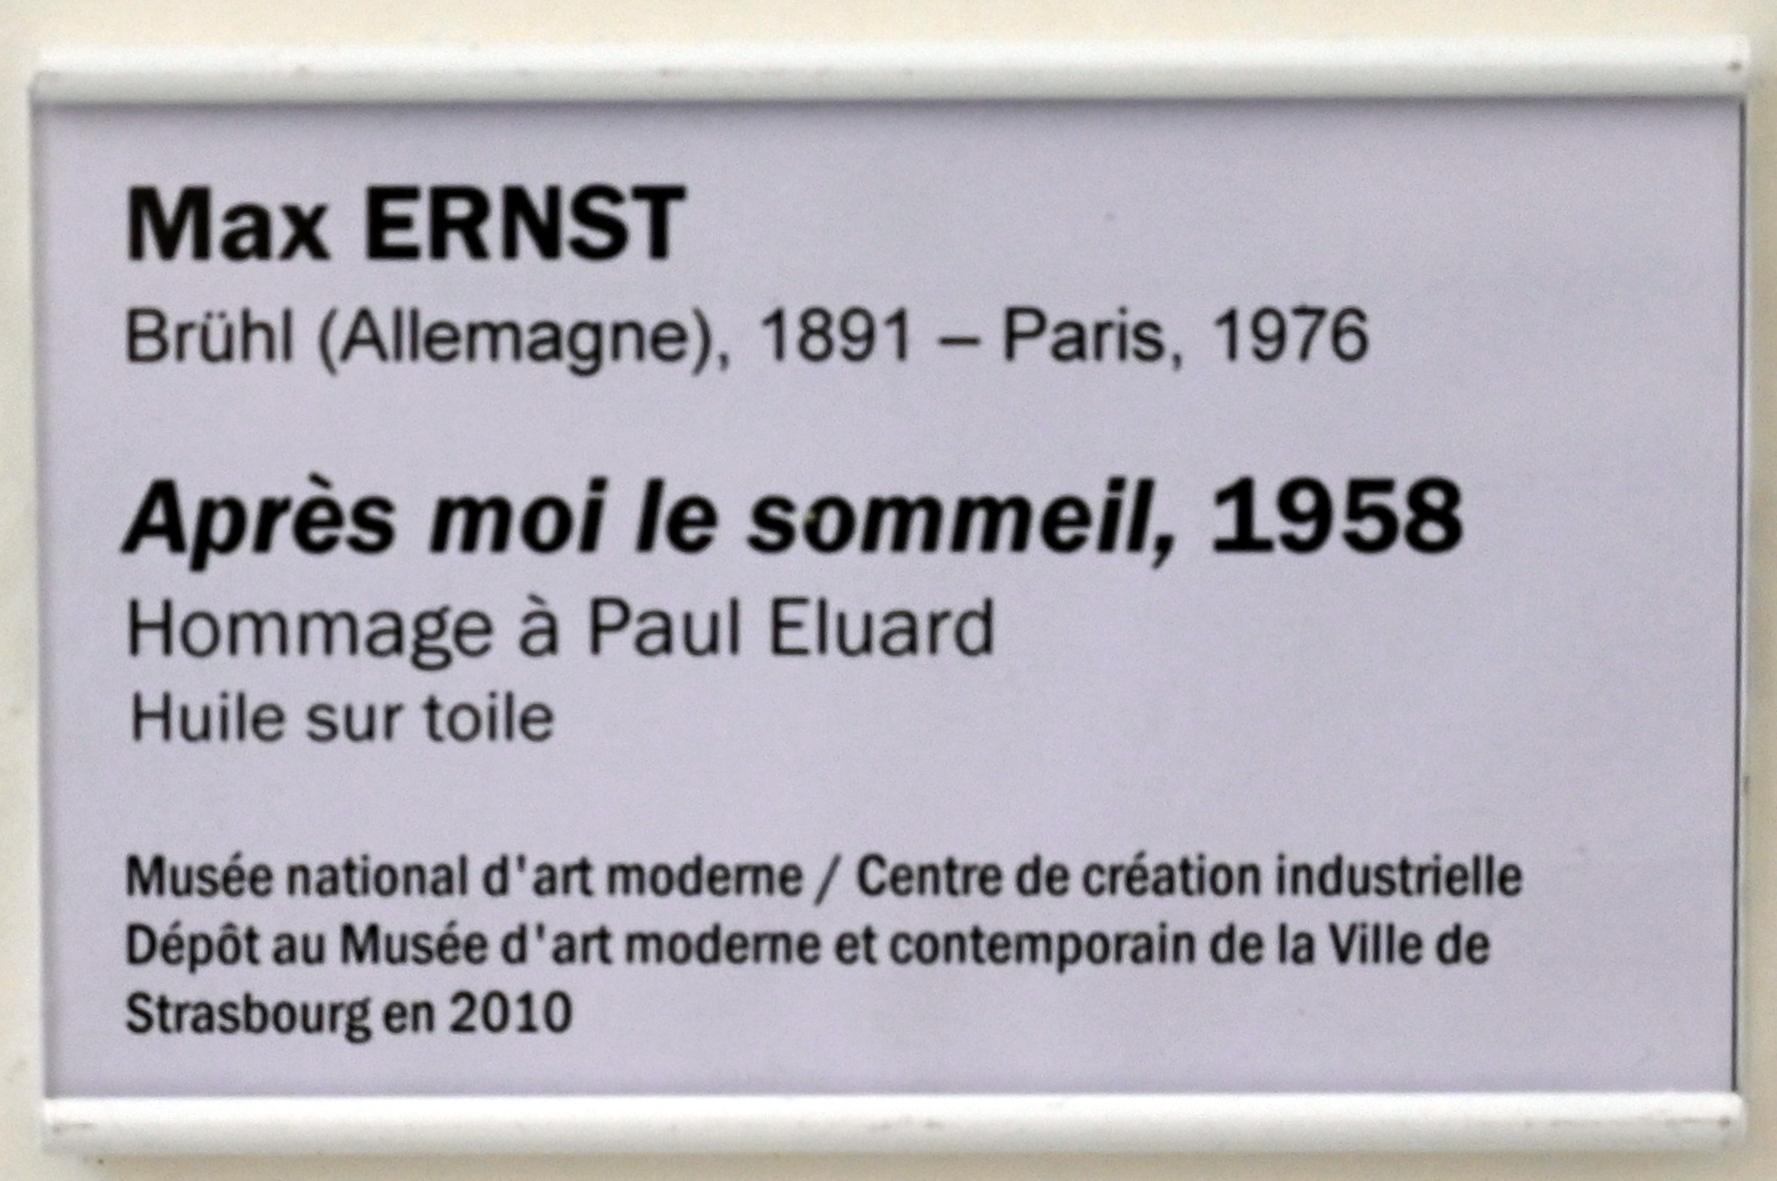 Max ERNST
Brühl (Allemagne), 1891 – Paris, 1976
Après moi le sommeil, 1958
Hommage à Paul Eluard
Huile sur toile
Musée national d'art moderne / Centre de création industrielle
Dépôt au Musée d'art moderne et contemporain de la Ville de
Strasbourg en 2010